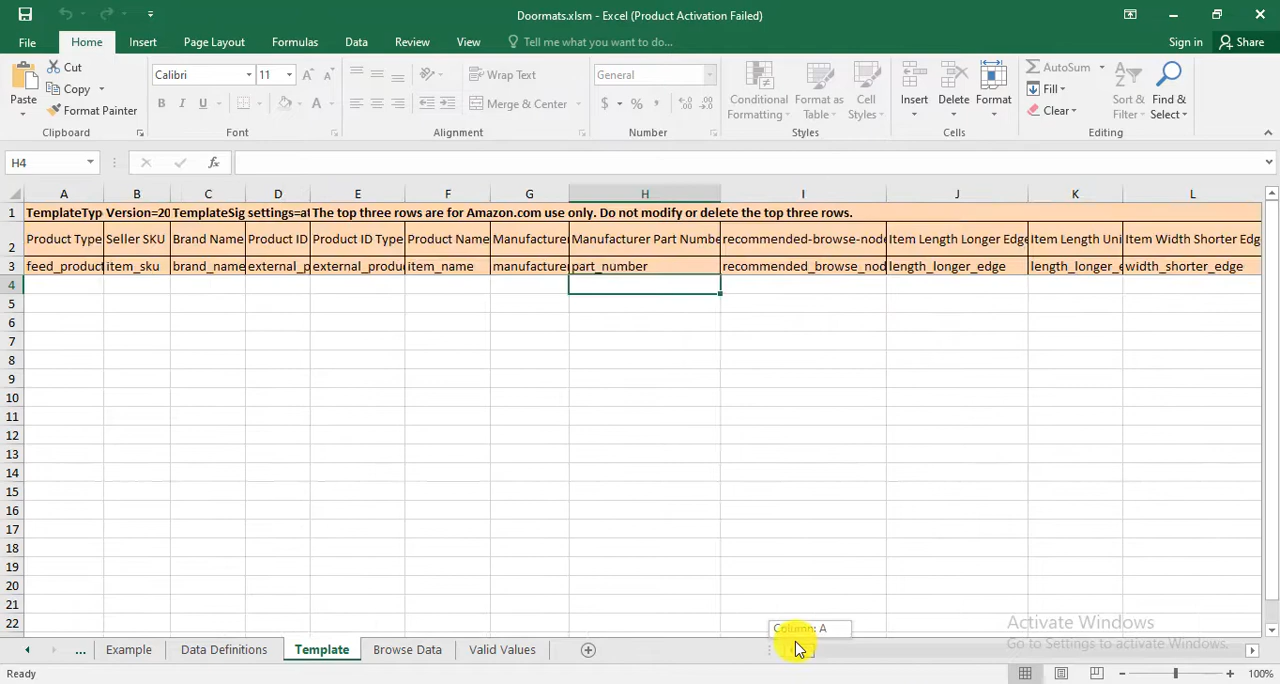 Doormats.xlsm - Excel (Product Activation Failed)
File Home Insert Page Layout Formulas Data Review View Tell me what you want to do... Sign in Share
Paste Cut Copy Format Painter Clipboard
Calibri 11 B I U A A A Font
Wrap Text Merge & Center Alignment
General $ % , Number
Conditional Formatting Format as Table Cell Styles Styles
Insert Delete Format Cells
AutoSum Fill Clear Sort & Filter Find & Select Editing
H4 fx
A B C D E F G H I J K L
1 TemplateTyp Version=20 TemplateSig settings=at The top three rows are for Amazon.com use only. Do not modify or delete the top three rows.
2 Product Type Seller SKU Brand Name Product ID Product ID Type Product Name Manufacturer Manufacturer Part Numbe recommended-browse-node Item Length Longer Edge Item Length Uni Item Width Shorter Edg
3 feed_product item_sku brand_name external_p external_produ item_name manufacturer part_number recommended_browse_nod length_longer_edge length_longer_e width_shorter_edge
4
5
6
7
8
9
10
11
12
13
14
15
16
17
18
19
20
21
22
Column: A
Activate Windows
Go to Settings to activate Windows.
... Example Data Definitions Template Browse Data Valid Values
Ready 100%